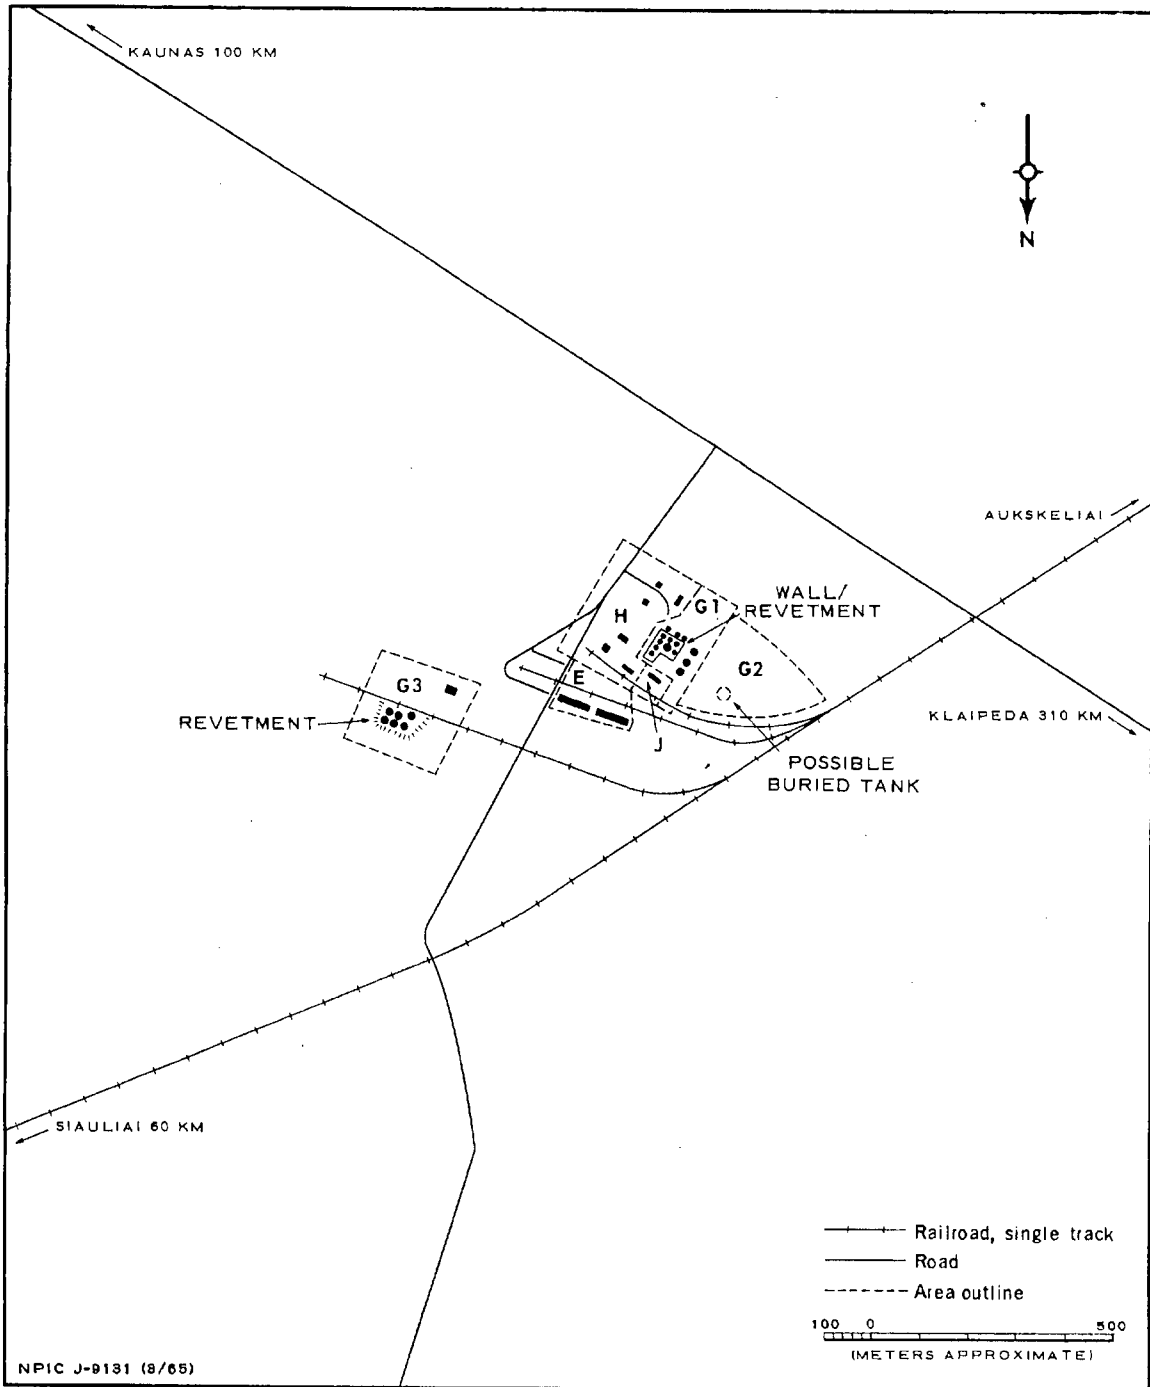 KAUNAS 100 KM
N
AUKSKELIAI
WALL/
REVETMENT
G1
H
G2
E
G3
REVETMENT
KLAIPEDA 310 KM
J
POSSIBLE
BURIED TANK
SIAULIAI 60 KM
Railroad, single track
Road
Area outline
100 0 500
(METERS APPROXIMATE)
NPIC J-9131 (8/65)